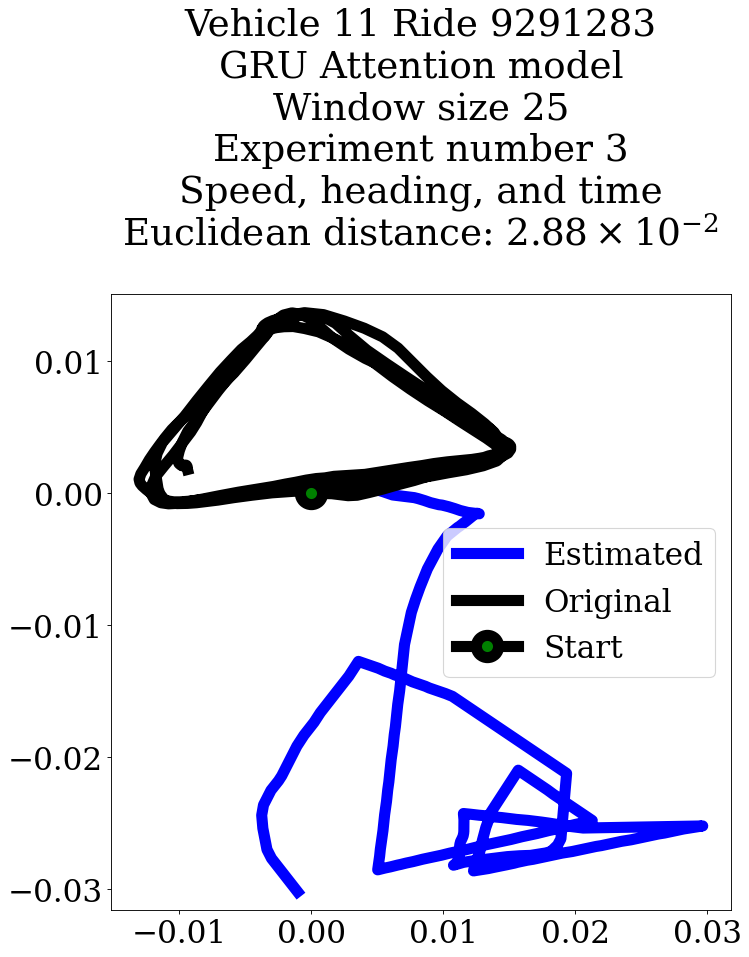 Vehicle 11 Ride 9291283
GRU Attention model
Window size 25
Experiment number 3
Speed, heading, and time
Euclidean distance: 2.88 × 10⁻²
0.01
0.00
−0.01
−0.02
−0.03
Estimated
Original
Start
−0.01 0.00 0.01 0.02 0.03